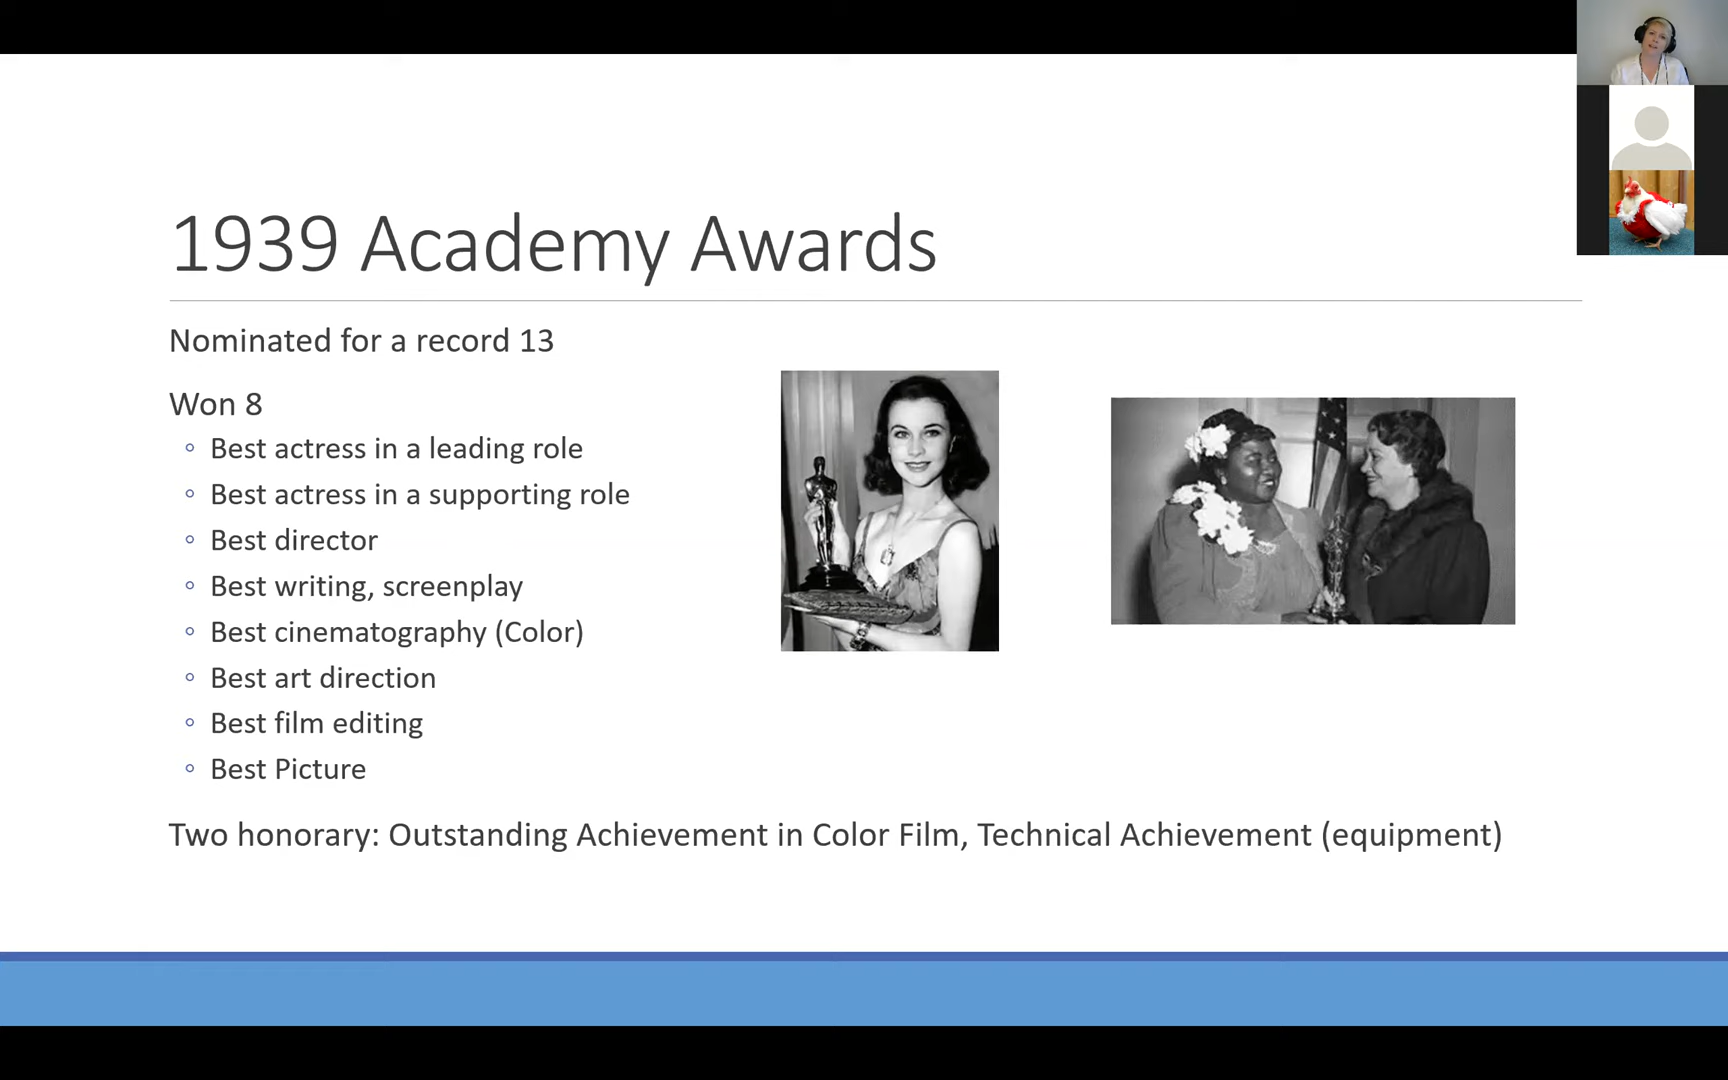 1939 Academy Awards
Nominated for a record 13
Won 8
Best actress in a leading role
Best actress in a supporting role
Best director
Best writing, screenplay
Best cinematography (Color)
Best art direction
Best film editing
Best Picture
Two honorary: Outstanding Achievement in Color Film, Technical Achievement (equipment)